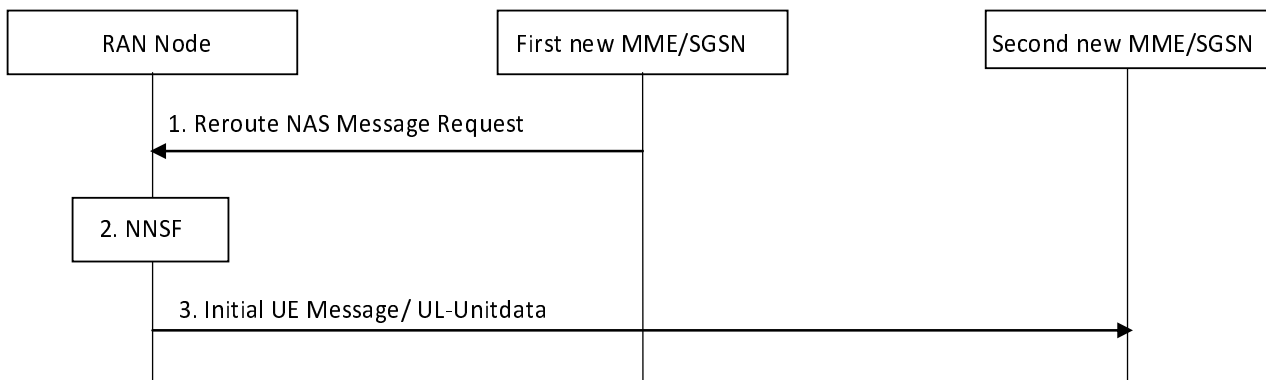 RAN Node
First new MME/SGSN
Second new MME/SGSN
1. Reroute NAS Message Request
2. NNSF
3. Initial UE Message/ UL-Unitdata